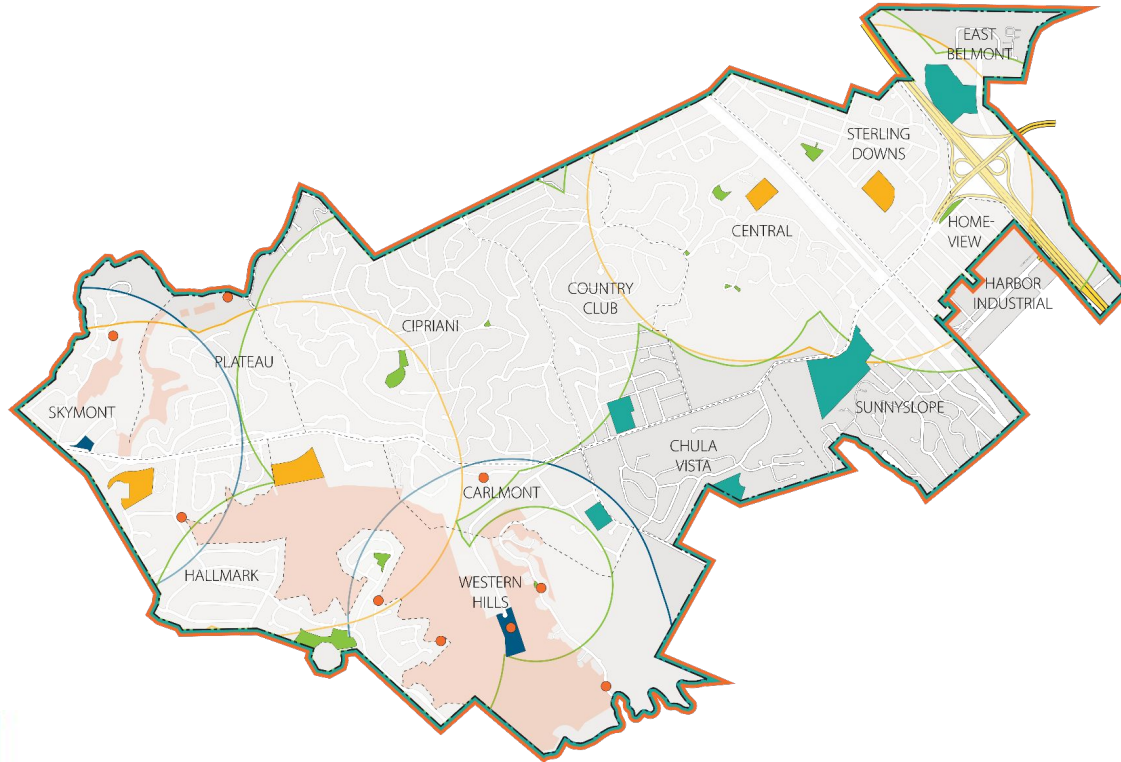 EAST
BELMONT
STERLING
DOWNS
CENTRAL
HOME-
VIEW
HARBOR
INDUSTRIAL
COUNTRY
CLUB
CIPRIANI
PLATEAU
SKYMONT
SUNNYSLOPE
CHULA
VISTA
CARLMONT
HALLMARK
WESTERN
HILLS